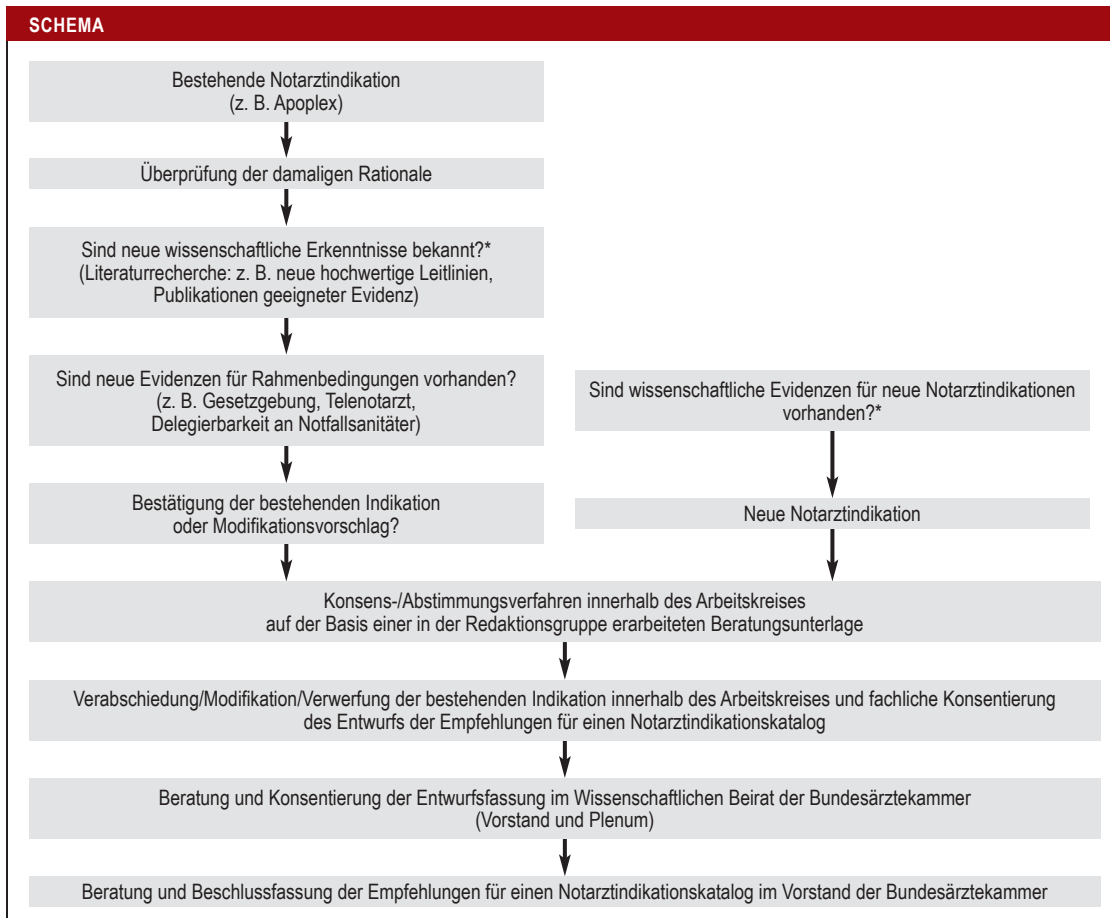 SCHEMA
Bestehende Notarztindikation
(z. B. Apoplex)
Überprüfung der damaligen Rationale
Sind neue wissenschaftliche Erkenntnisse bekannt?*
(Literaturrecherche: z. B. neue hochwertige Leitlinien,
Publikationen geeigneter Evidenz)
Sind neue Evidenzen für Rahmenbedingungen vorhanden?
(z. B. Gesetzgebung, Telenotarzt,
Delegierbarkeit an Notfallsanitäter)
Bestätigung der bestehenden Indikation
oder Modifikationsvorschlag?
Sind wissenschaftliche Evidenzen für neue Notarztindikationen
vorhanden?*
Neue Notarztindikation
Konsens-/Abstimmungsverfahren innerhalb des Arbeitskreises
auf der Basis einer in der Redaktionsgruppe erarbeiteten Beratungsunterlage
Verabschiedung/Modifikation/Verwerfung der bestehenden Indikation innerhalb des Arbeitskreises und fachliche Konsentierung
des Entwurfs der Empfehlungen für einen Notarztindikationskatalog
Beratung und Konsentierung der Entwurfsfassung im Wissenschaftlichen Beirat der Bundesärztekammer
(Vorstand und Plenum)
Beratung und Beschlussfassung der Empfehlungen für einen Notarztindikationskatalog im Vorstand der Bundesärztekammer